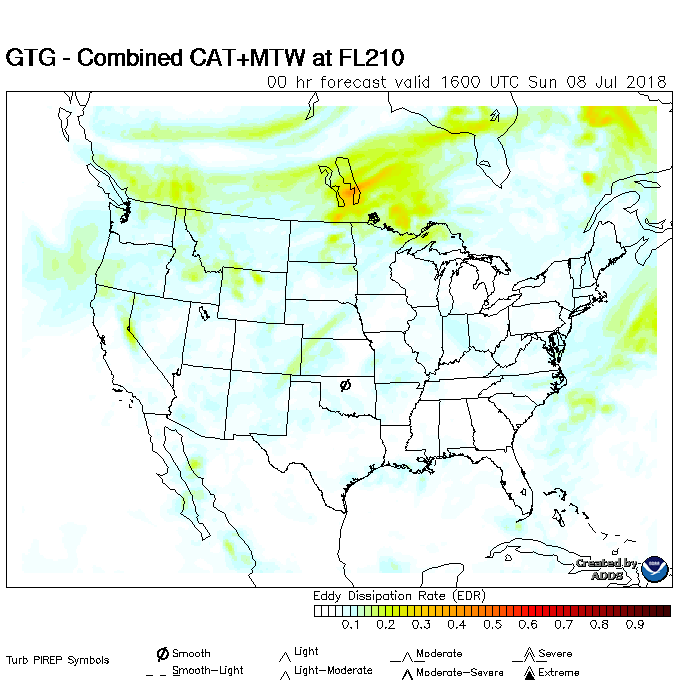 GTG - Combined CAT+MTW at FL210
00 hr forecast valid 1600 UTC Sun 08 Jul 2018
Created by
ADDS
Eddy Dissipation Rate (EDR)
0.1 0.2 0.3 0.4 0.5 0.6 0.7 0.8 0.9
Turb PIREP Symbols
Smooth Light Moderate Severe
Smooth-Light Light-Moderate Moderate-Severe Extreme